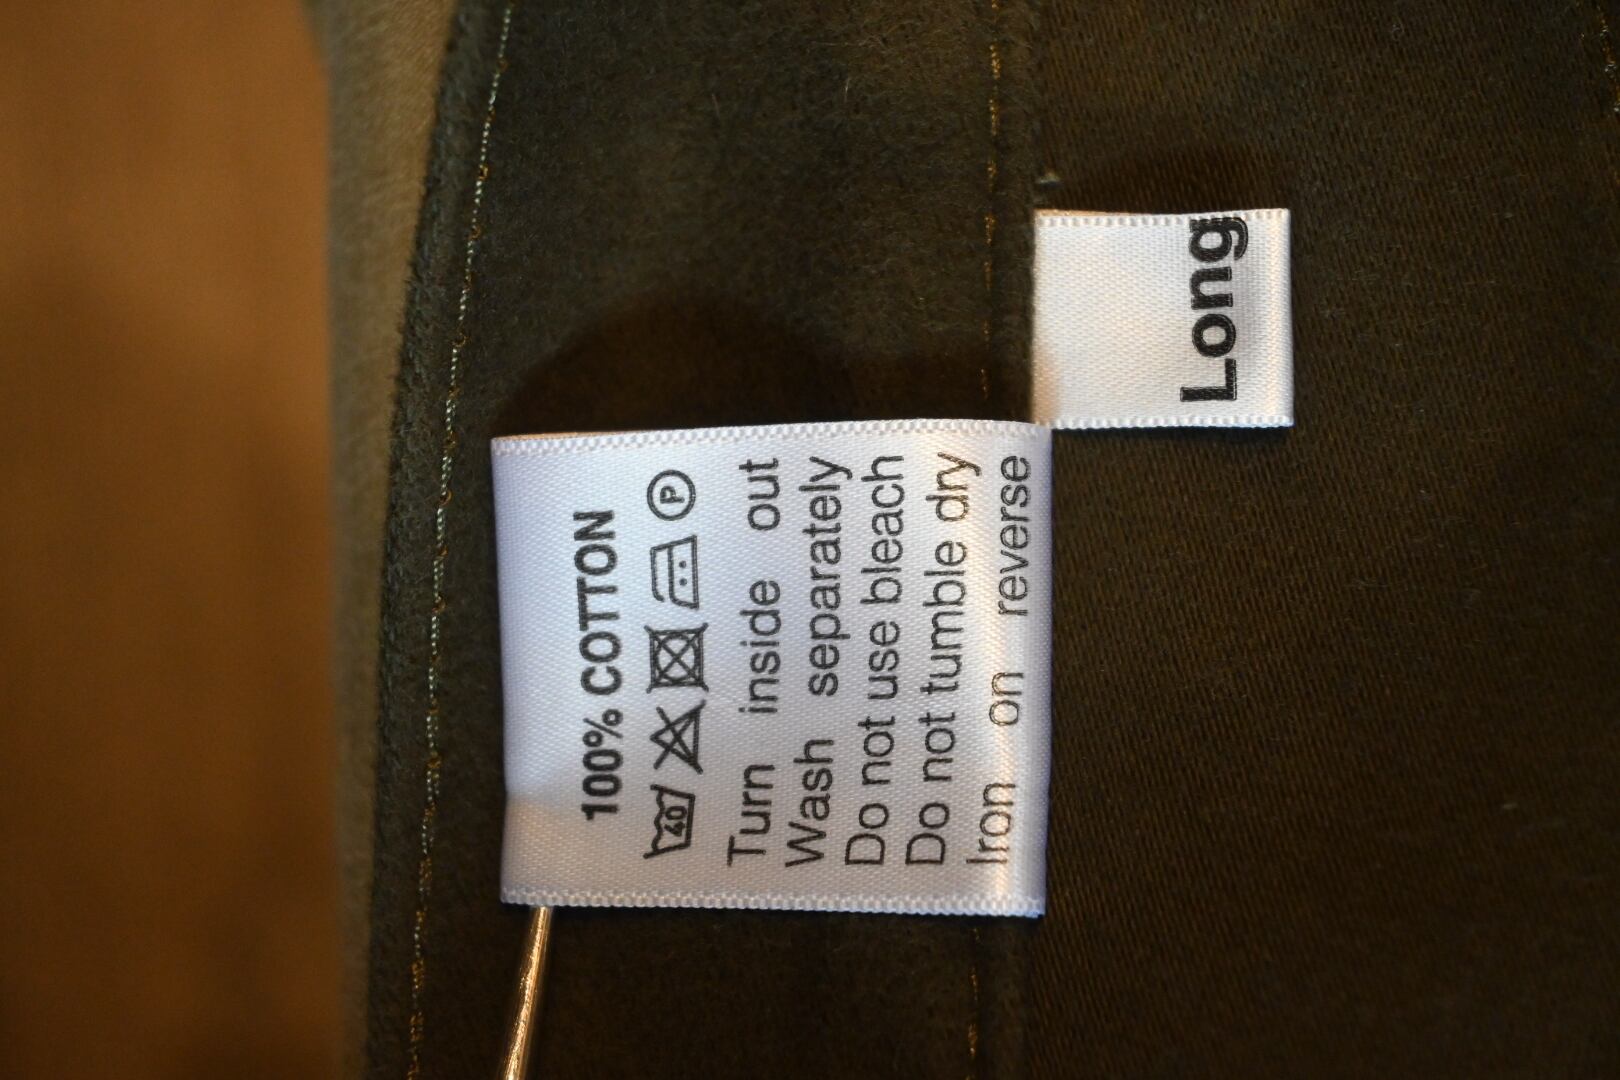 100% COTTON
40 P
Turn inside out
Wash separately
Do not use bleach
Do not tumble dry
Iron on reverse
Long